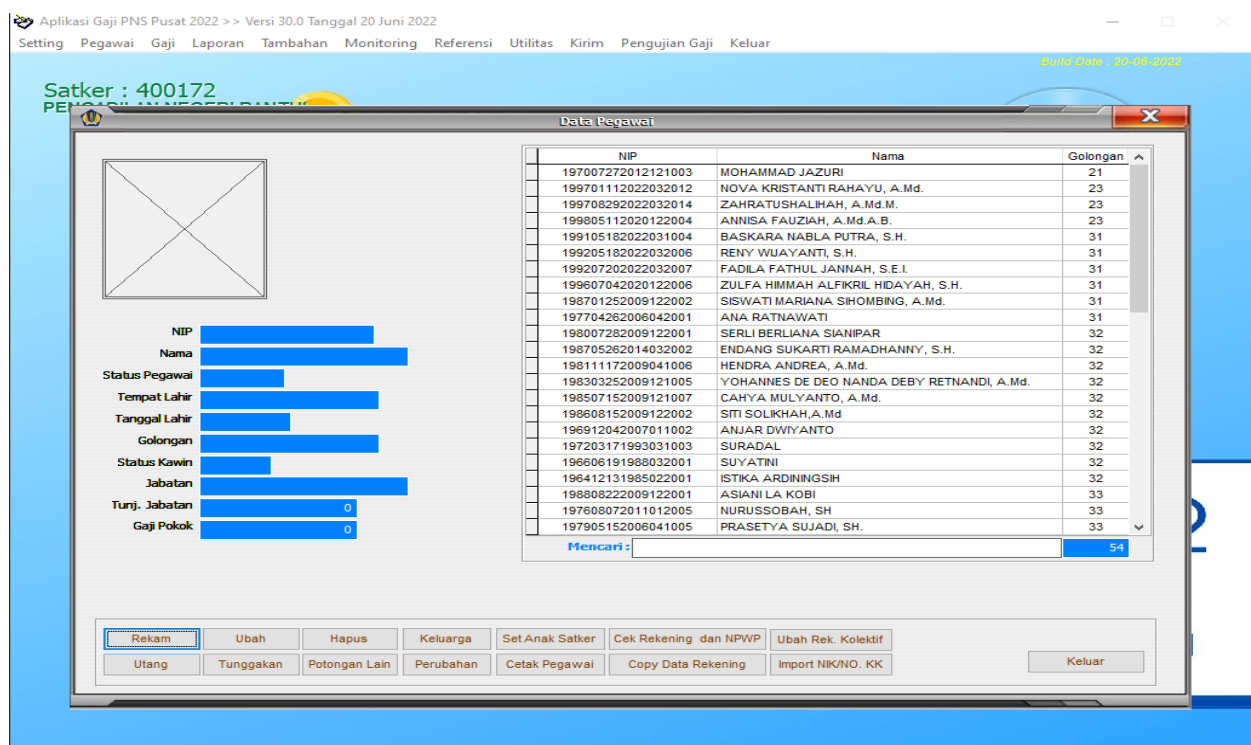 Aplikasi Gaji PNS Pusat 2022 >> Versi 30.0 Tanggal 20 Juni 2022
Setting Pegawai Gaji Laporan Tambahan Monitoring Referensi Utilitas Kirim Pengujian Gaji Keluar
Build Date : 20-06-2022
Satker : 400172
Data Pegawai
NIP Nama Golongan
197007272012121003 MOHAMMAD JAZURI 21
199701112022032012 NOVA KRISTANTI RAHAYU, A.Md. 23
199708292022032014 ZAHRATUSHALIHAH, A.Md.M. 23
199805112020122004 ANNISA FAUZIAH, A.Md.A.B. 23
199105182022031004 BASKARA NABLA PUTRA, S.H. 31
199205182022032006 RENY WIJAYANTI, S.H. 31
199207202022032007 FADILA FATHUL JANNAH, S.E.I. 31
199607042020122006 ZULFA HIMMAH ALFIKRIL HIDAYAH, S.H. 31
198701252009122002 SISWATI MARIANA SIHOMBING, A.Md. 31
197704262006042001 ANA RATNAWATI 31
198007282009122001 SERLI BERLIANA SIANIPAR 32
198705262014032002 ENDANG SUKARTI RAMADHANNY, S.H. 32
198111172009041006 HENDRA ANDREA, A.Md. 32
198303252009121005 YOHANNES DE DEO NANDA DEBY RETNANDI, A.Md. 32
198507152009121007 CAHYA MULYANTO, A.Md. 32
198608152009122002 SITI SOLIKHAH,A.Md 32
196912042007011002 ANJAR DWIYANTO 32
197203171993031003 SURADAL 32
196606191988032001 SUYATINI 32
196412131985022001 ISTIKA ARDININGSIH 32
198808222009122001 ASIANI LA KOBI 33
197608072011012005 NURUSSOBAH, SH 33
197905152006041005 PRASETYA SUJADI, SH. 33
Mencari : 54
NIP
Nama
Status Pegawai
Tempat Lahir
Tanggal Lahir
Golongan
Status Kawin
Jabatan
Tunj. Jabatan 0
Gaji Pokok 0
Rekam Ubah Hapus Keluarga Set Anak Satker Cek Rekening dan NPWP Ubah Rek. Kolektif
Utang Tunggakan Potongan Lain Perubahan Cetak Pegawai Copy Data Rekening Import NIK/NO. KK
Keluar